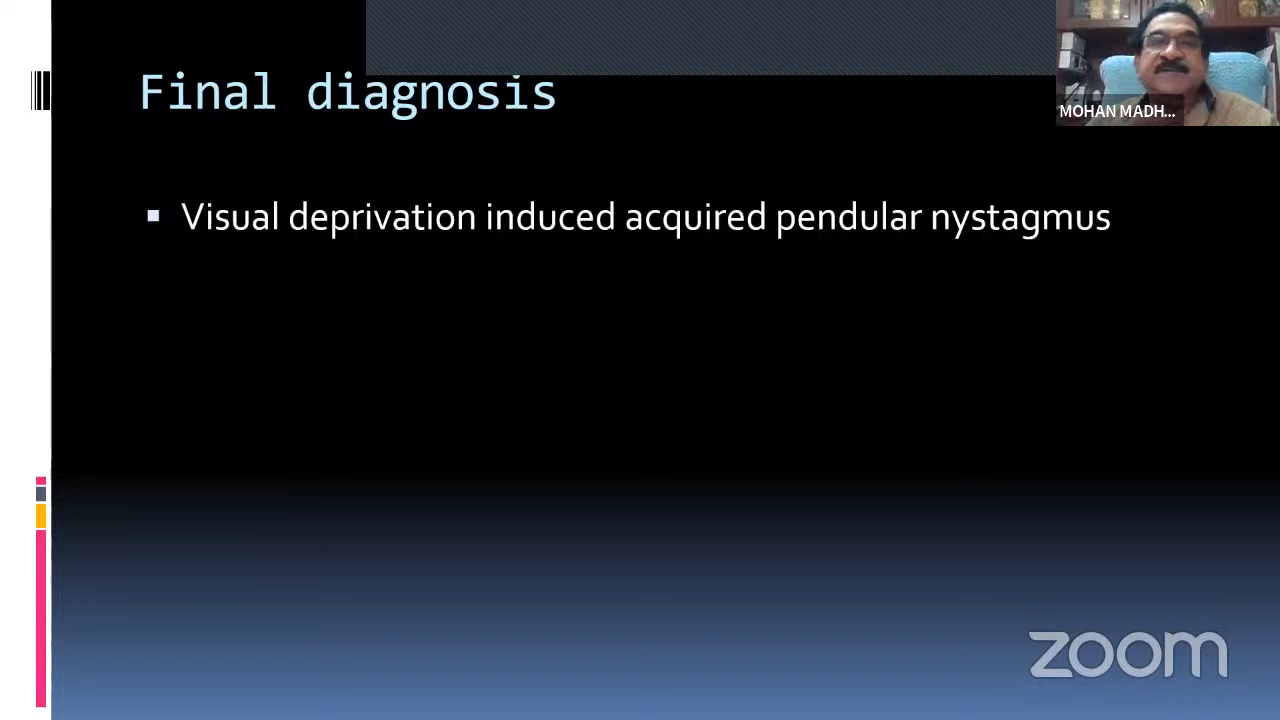 Final diagnosis
MOHAN MADH...
Visual deprivation induced acquired pendular nystagmus
zoom